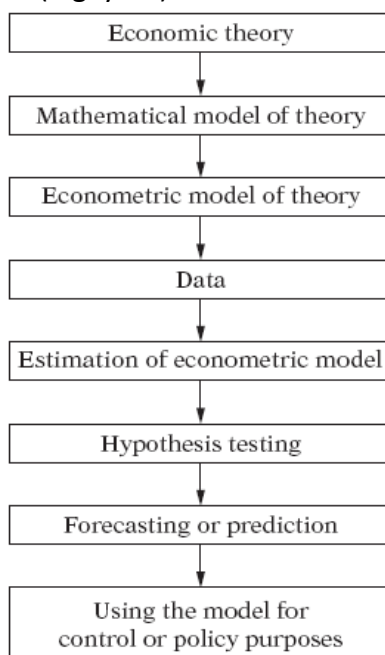 Economic theory
Mathematical model of theory
Econometric model of theory
Data
Estimation of econometric model
Hypothesis testing
Forecasting or prediction
Using the model for
control or policy purposes